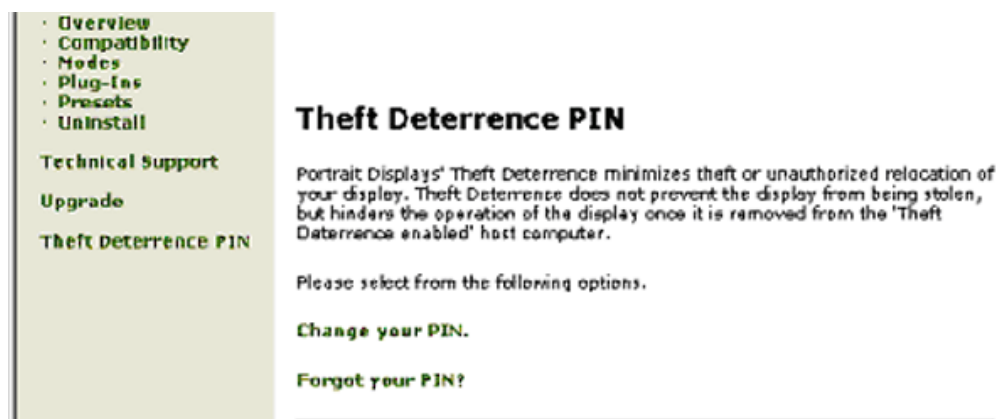 · Overview
· Compatibility
· Modes
· Plug-Ins
· Presets
· Uninstall
Technical Support
Upgrade
Theft Deterrence PIN
Theft Deterrence PIN
Portrait Displays' Theft Deterrence minimizes theft or unauthorized relocation of
your display. Theft Deterrence does not prevent the display from being stolen,
but hinders the operation of the display once it is removed from the 'Theft
Deterrence enabled' host computer.
Please select from the following options.
Change your PIN.
Forgot your PIN?